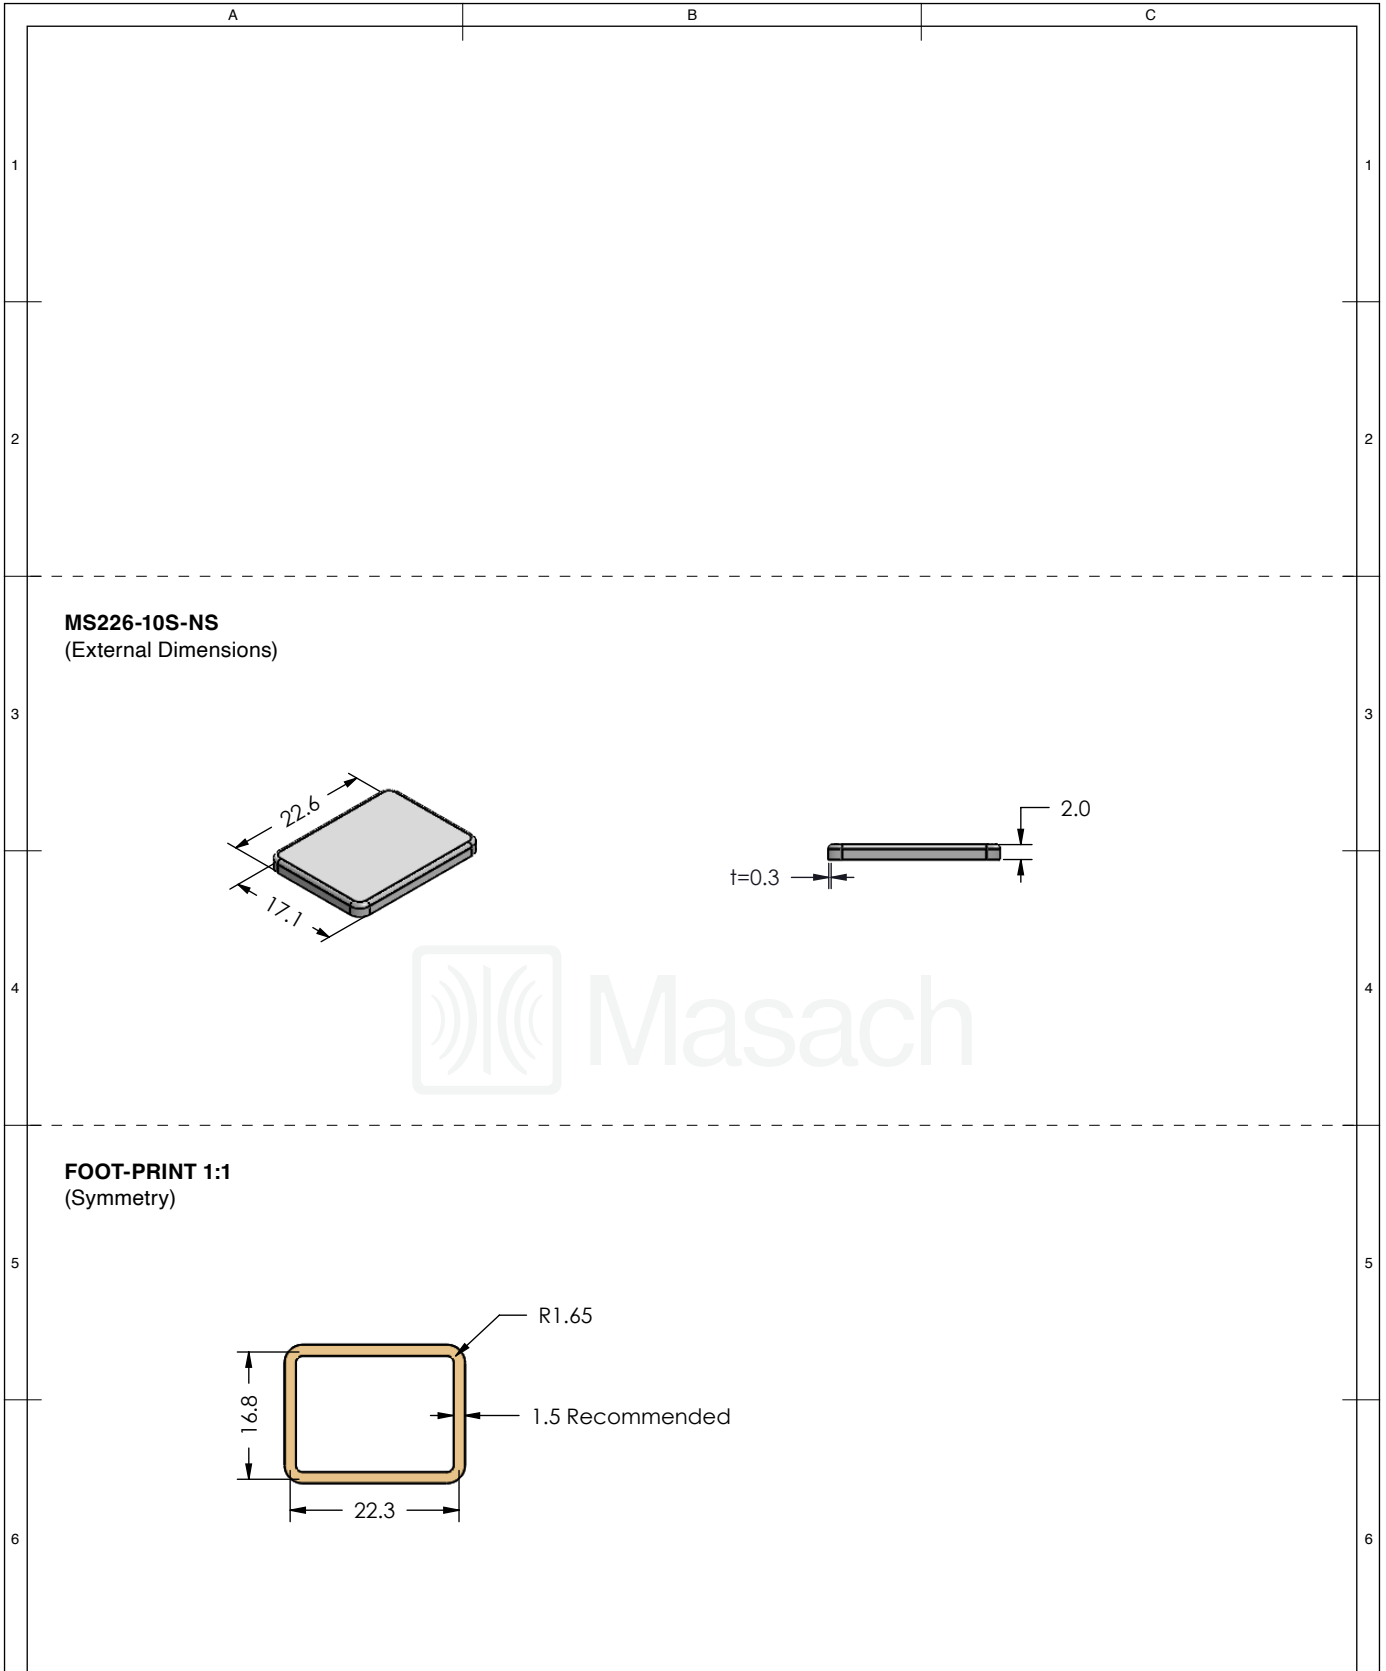 A B C
1 1
2 2
MS226-10S-NS
(External Dimensions)
3 3
22.6
17.1
2.0
t=0.3
4 4
Masach
FOOT-PRINT 1:1
(Symmetry)
5 5
R1.65
16.8
1.5 Recommended
22.3
6 6